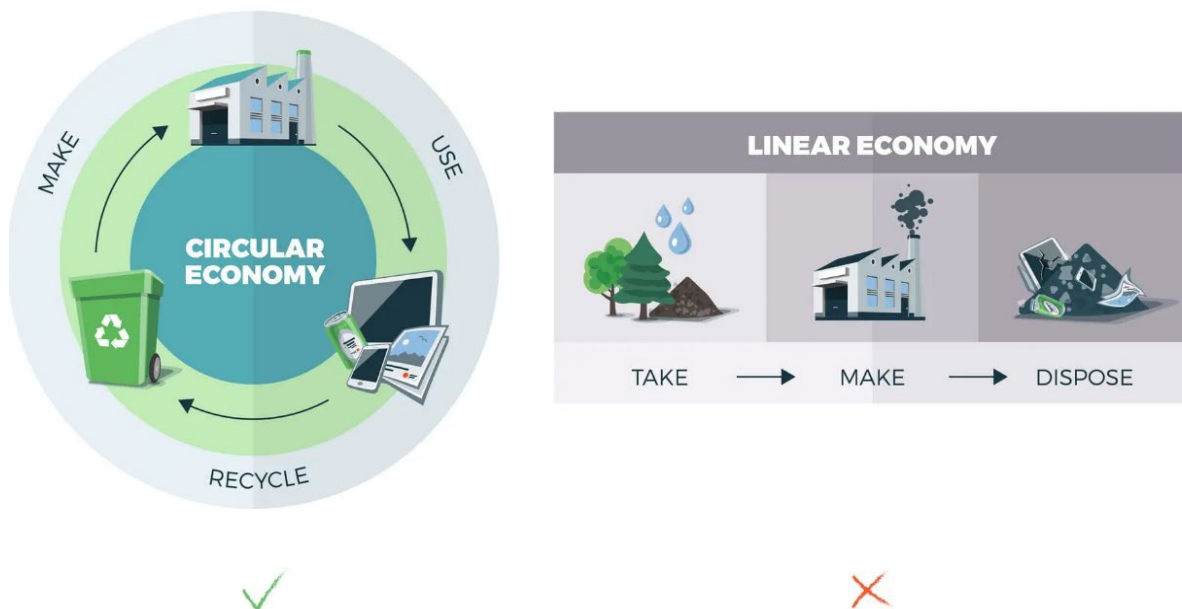 MAKE
USE
CIRCULAR
ECONOMY
RECYCLE
LINEAR ECONOMY
TAKE → MAKE → DISPOSE